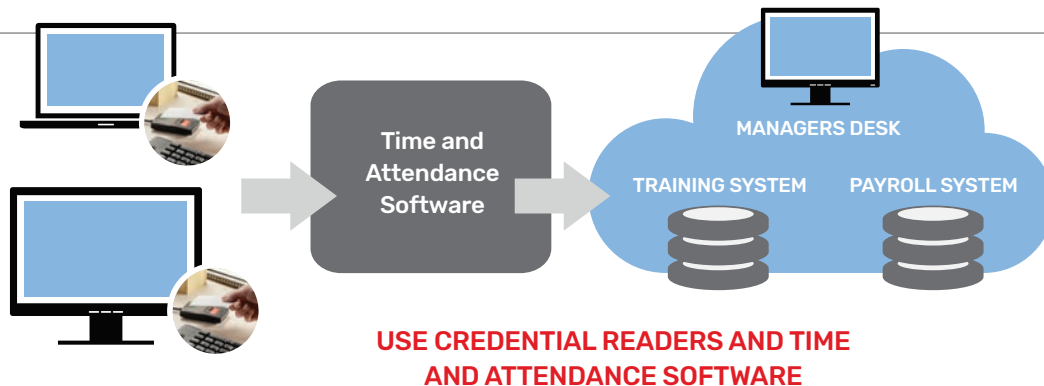 Time and
Attendance
Software
MANAGERS DESK
TRAINING SYSTEM
PAYROLL SYSTEM
USE CREDENTIAL READERS AND TIME
AND ATTENDANCE SOFTWARE